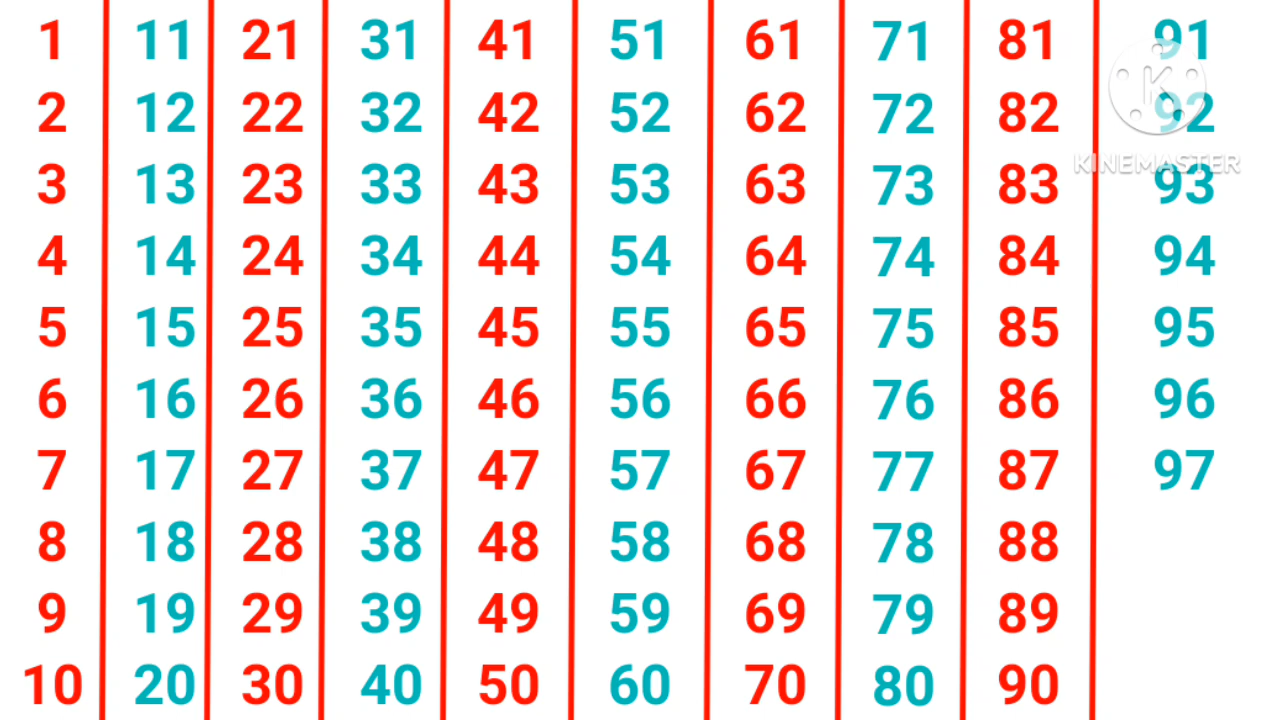 1 11 21 31 41 51 61 71 81 91
2 12 22 32 42 52 62 72 82 92
KINEMASTER
3 13 23 33 43 53 63 73 83 93
4 14 24 34 44 54 64 74 84 94
5 15 25 35 45 55 65 75 85 95
6 16 26 36 46 56 66 76 86 96
7 17 27 37 47 57 67 77 87 97
8 18 28 38 48 58 68 78 88
9 19 29 39 49 59 69 79 89
10 20 30 40 50 60 70 80 90